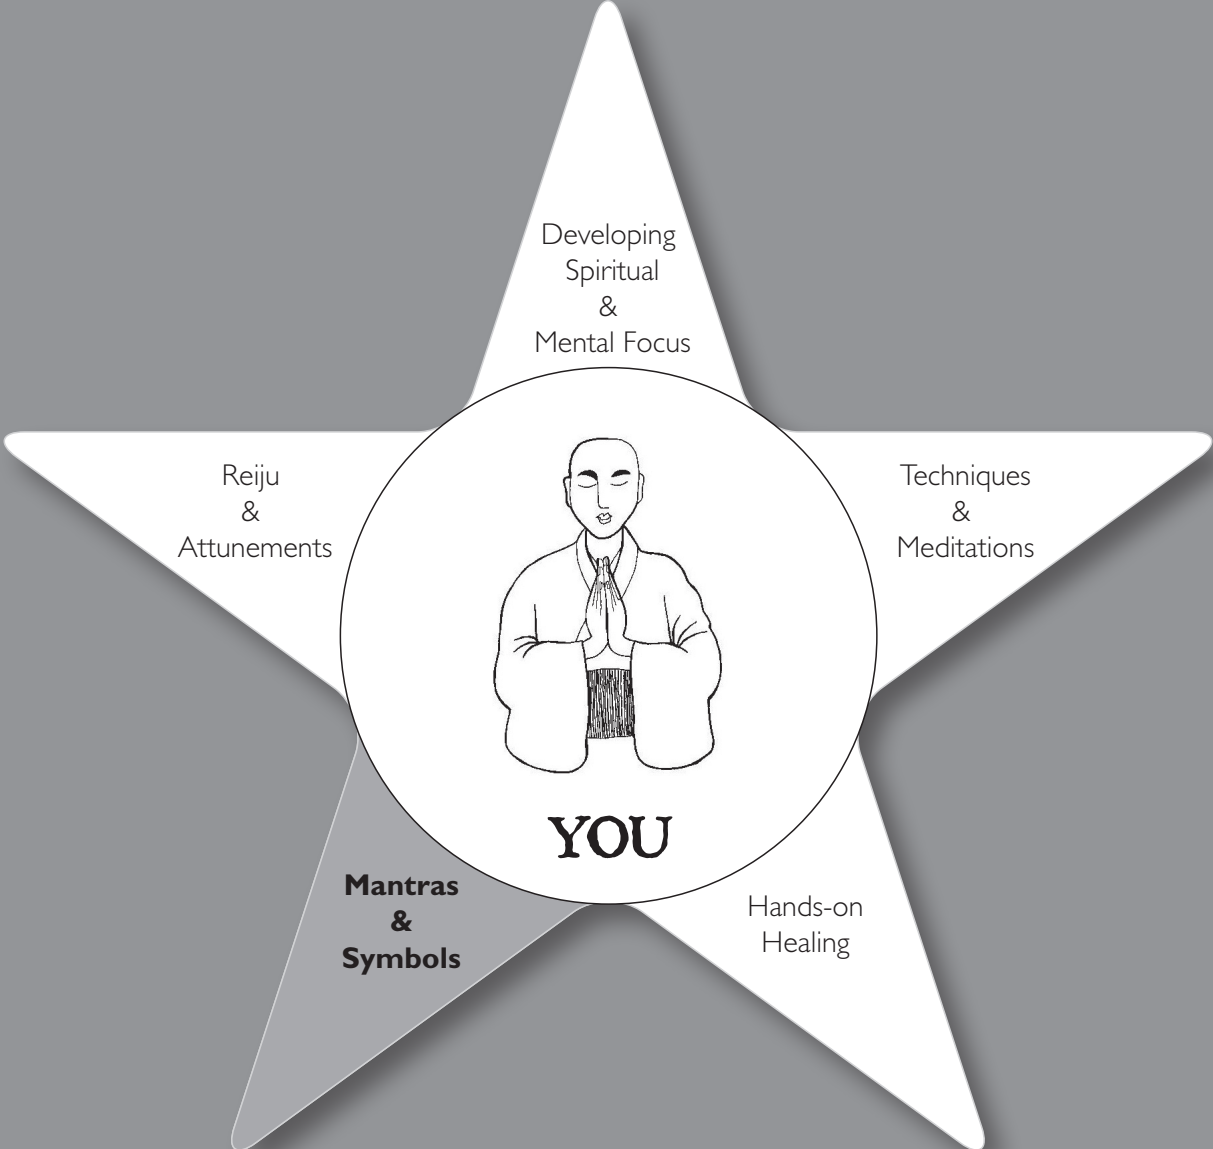 Developing
Spiritual
&
Mental Focus
Reiju
&
Attunements
Techniques
&
Meditations
YOU
Mantras
&
Symbols
Hands-on
Healing